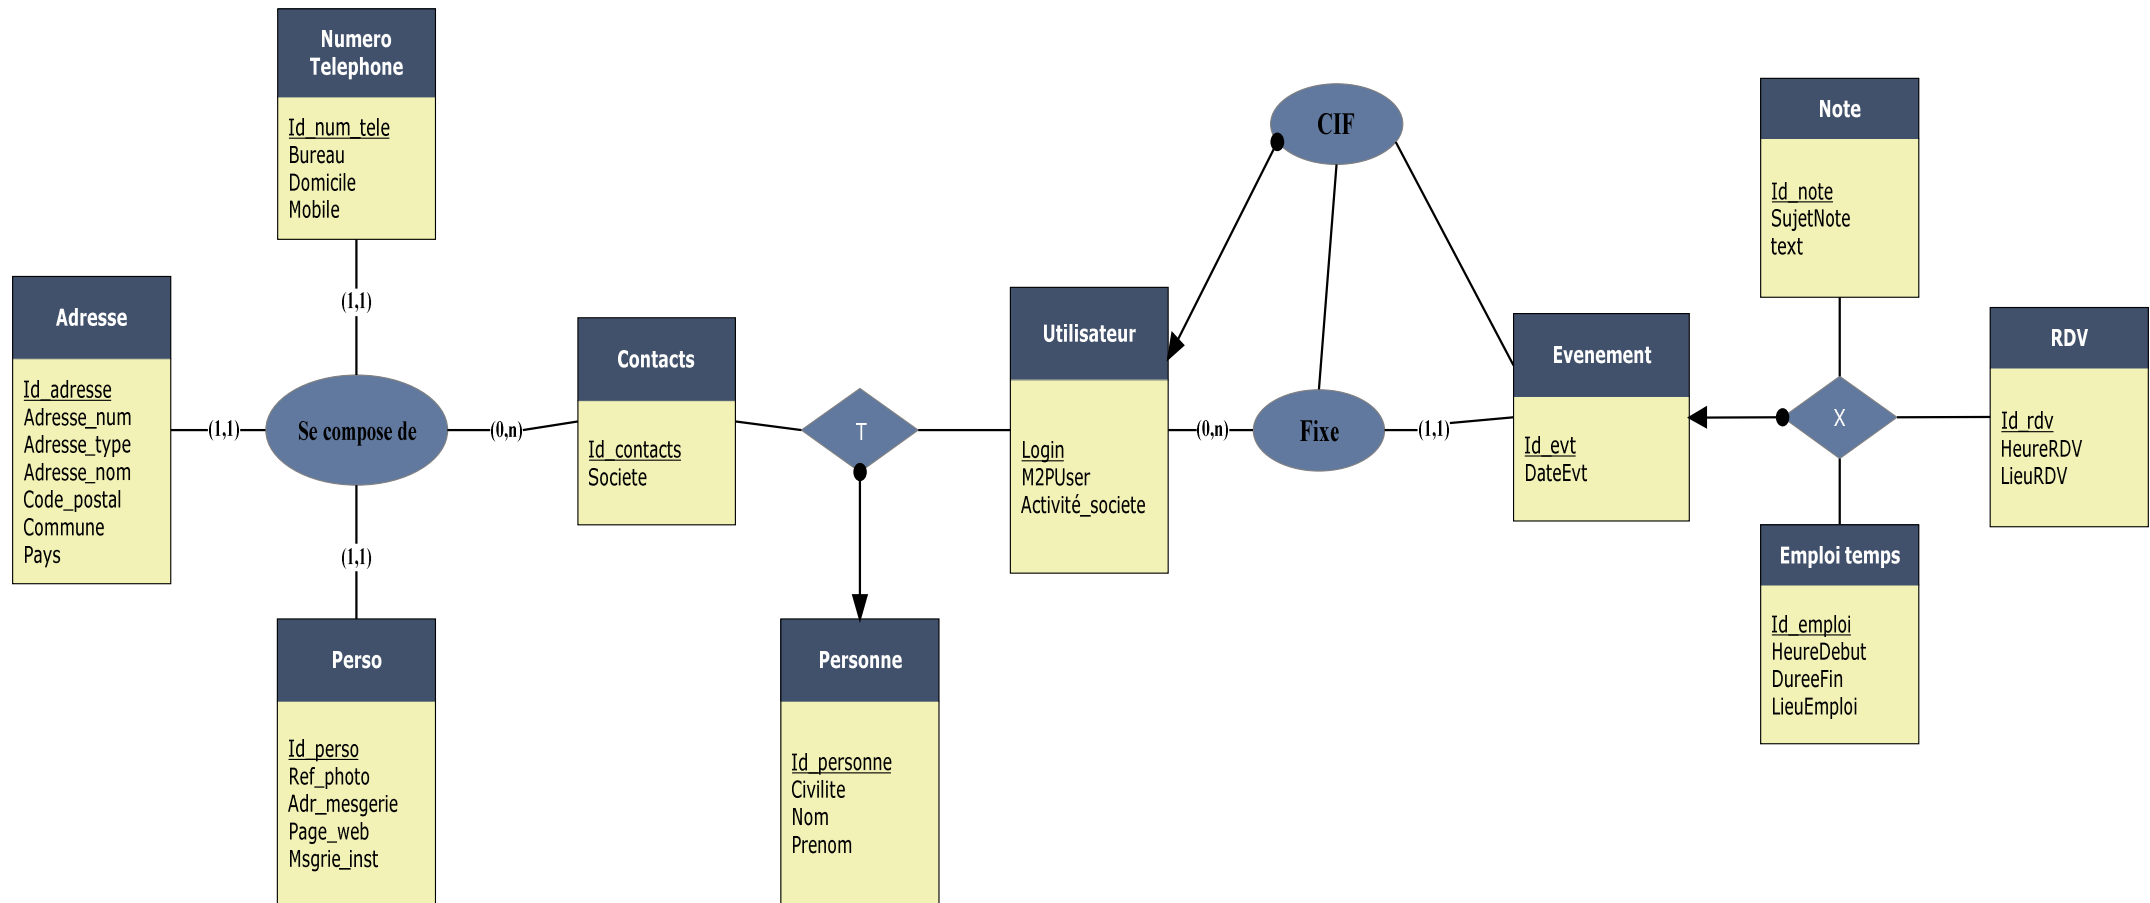 Numero
Telephone
Id_num_tele
Bureau
Domicile
Mobile
(1,1)
Adresse
Id_adresse
Adresse_num
Adresse_type
Adresse_nom
Code_postal
Commune
Pays
(1,1)
Se compose de
(0,n)
(1,1)
Perso
Id_perso
Ref_photo
Adr_mesgerie
Page_web
Msgrie_inst
Contacts
Id_contacts
Societe
T
Personne
Id_personne
Civilite
Nom
Prenom
Utilisateur
Login
M2PUser
Activité_societe
CIF
(0,n)
Fixe
(1,1)
Evenement
Id_evt
DateEvt
Note
Id_note
SujetNote
text
X
RDV
Id_rdv
HeureRDV
LieuRDV
Emploi temps
Id_emploi
HeureDebut
DureeFin
LieuEmploi